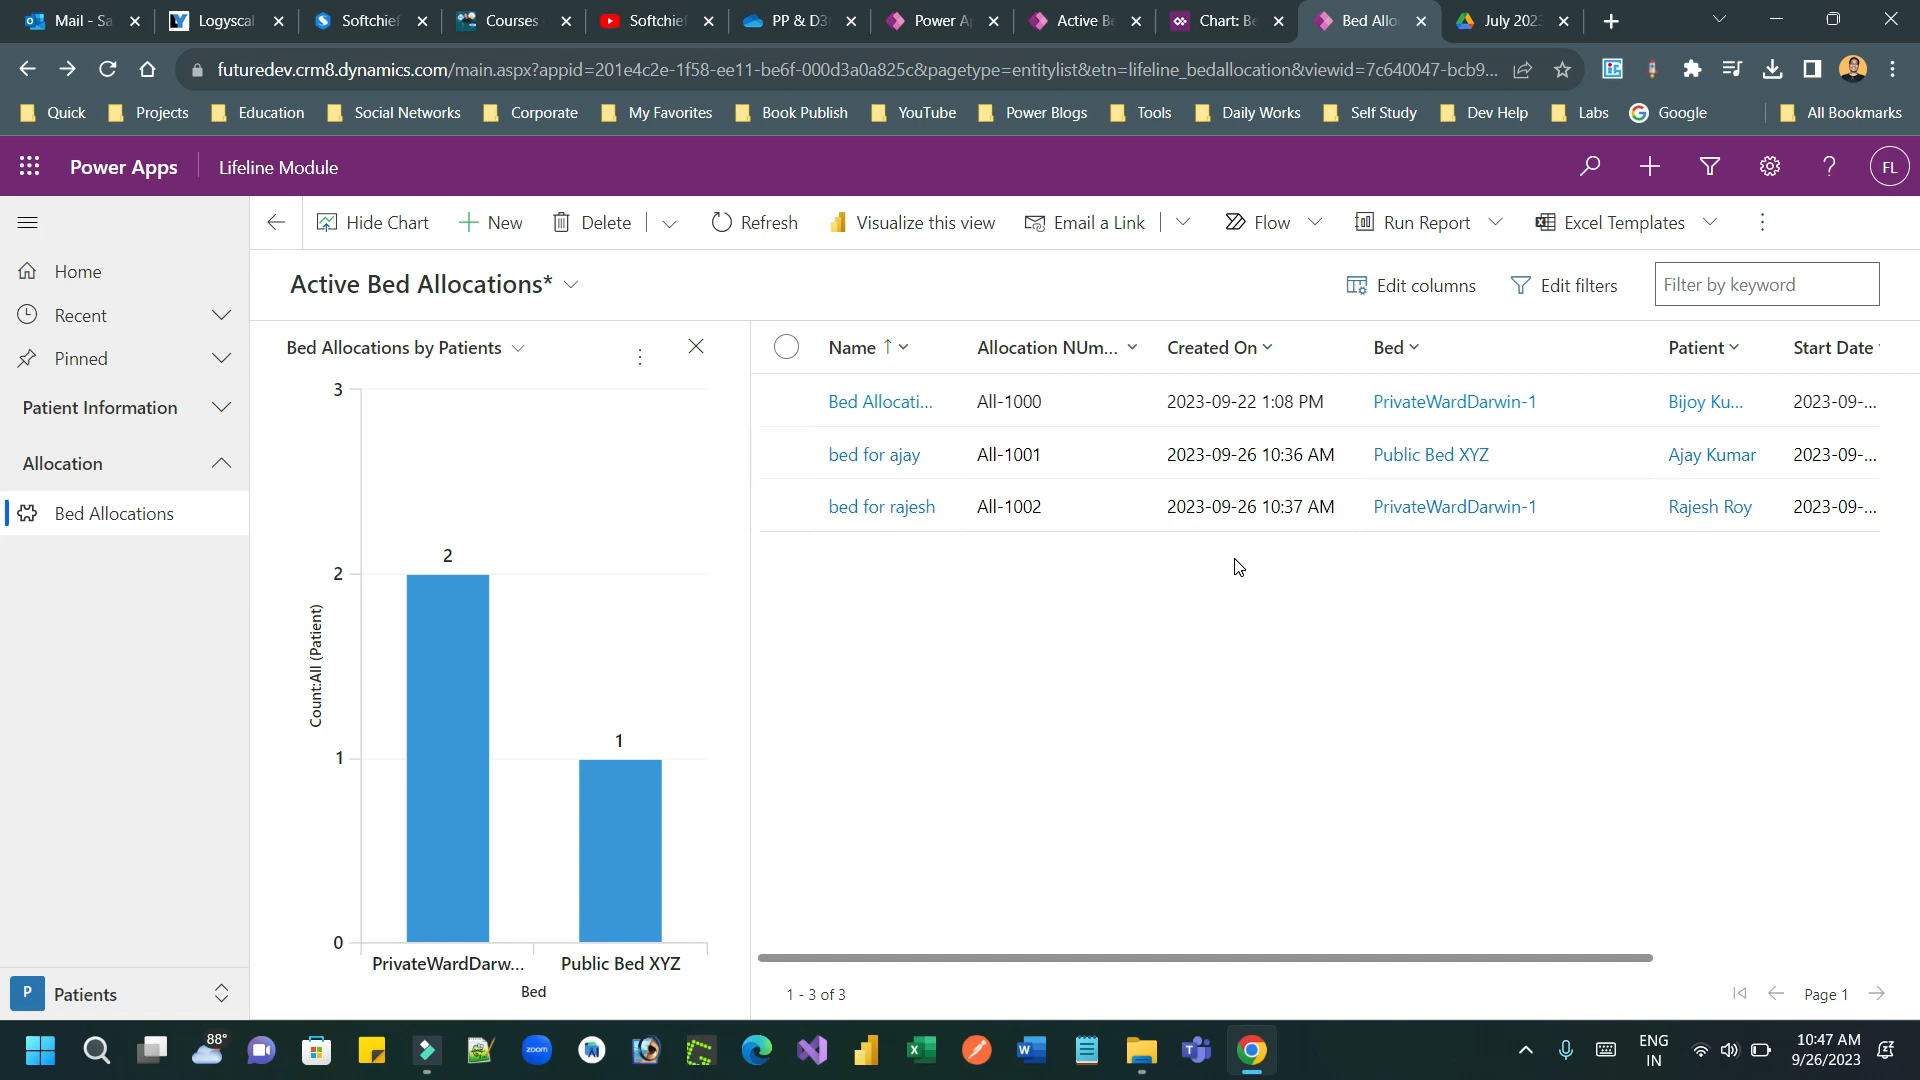 Mail - Sa
Logyscal
Softchief
Courses
Softchief
PP & D3
Power A
Active Be
Chart: Be
Bed Allo
July 202
futuredev.crm8.dynamics.com/main.aspx?appid=201e4c2e-1f58-ee11-be6f-000d3a0a825c&pagetype=entitylist&etn=lifeline_bedallocation&viewid=7c640047-bcb9...
Quick
Projects
Education
Social Networks
Corporate
My Favorites
Book Publish
YouTube
Power Blogs
Tools
Daily Works
Self Study
Dev Help
Labs
Google
All Bookmarks
Power Apps
Lifeline Module
FL
Hide Chart
New
Delete
Refresh
Visualize this view
Email a Link
Flow
Run Report
Excel Templates
Home
Recent
Pinned
Patient Information
Allocation
Bed Allocations
P Patients
Active Bed Allocations*
Edit columns
Edit filters
Filter by keyword
Bed Allocations by Patients
3
2
1
0
Count:All (Patient)
2
1
PrivateWardDarw...
Public Bed XYZ
Bed
Name Allocation NUm... Created On Bed Patient Start Date
Bed Allocati... All-1000 2023-09-22 1:08 PM PrivateWardDarwin-1 Bijoy Ku... 2023-09-...
bed for ajay All-1001 2023-09-26 10:36 AM Public Bed XYZ Ajay Kumar 2023-09-...
bed for rajesh All-1002 2023-09-26 10:37 AM PrivateWardDarwin-1 Rajesh Roy 2023-09-...
1 - 3 of 3
Page 1
88°
zoom
ENG
IN
10:47 AM
9/26/2023